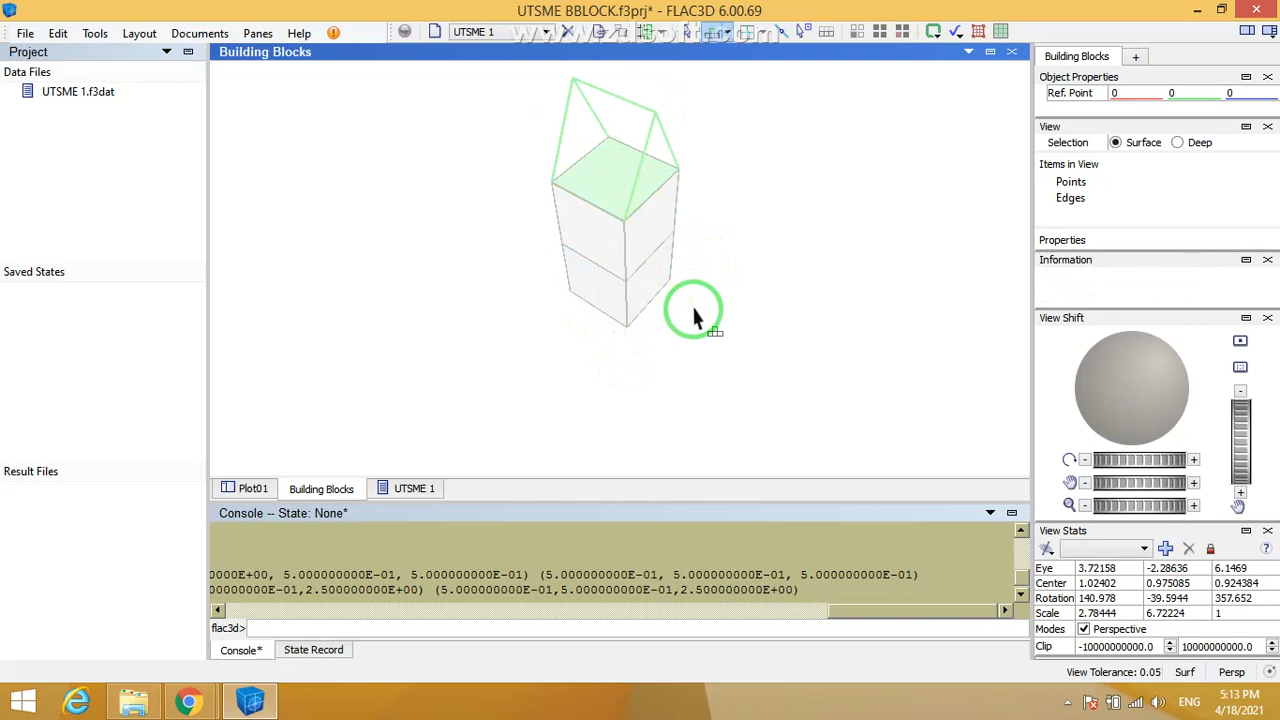 UTSME BBLOCK.f3prj* - FLAC3D 6.00.69
File Edit Tools Layout Documents Panes Help
UTSME 1
Project
Building Blocks
Building Blocks
+
Data Files
Object Properties
UTSME 1.f3dat
Ref. Point 0 0 0
View
Selection Surface Deep
Items in View
Points
Edges
Properties
Information
Saved States
View Shift
- +
- +
- +
-
+
Result Files
Plot01 Building Blocks UTSME 1
Console -- State: None*
View Stats
0000E+00, 5.000000000E-01, 5.000000000E-01) (5.000000000E-01, 5.000000000E-01, 5.000000000E-01)
00000000E-01,2.500000000E+00) (5.000000000E-01,5.000000000E-01,2.500000000E+00)
Eye 3.72158 -2.28636 6.1469
Center 1.02402 0.975085 0.924384
Rotation 140.978 -39.5944 357.652
Scale 2.78444 6.72224 1
Modes Perspective
Clip -10000000000.0 10000000000.0
flac3d>
Console* State Record
View Tolerance: 0.05 Surf Persp
ENG
5:13 PM
4/18/2021